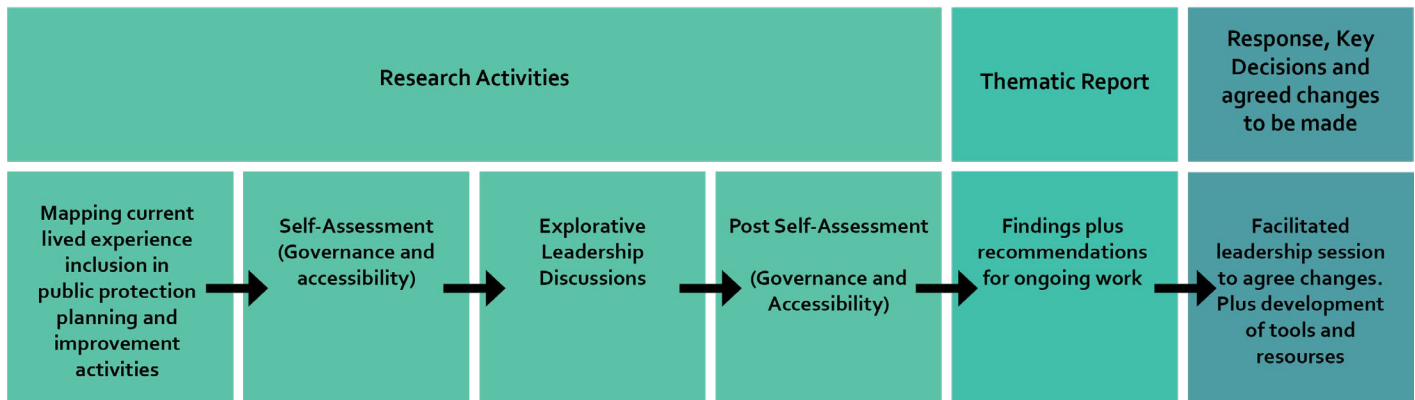 Research Activities
Thematic Report
Response, Key
Decisions and
agreed changes
to be made
Mapping current
lived experience
inclusion in
public protection
planning and
improvement
activities
Self-Assessment
(Governance and
accessibility)
Explorative
Leadership
Discussions
Post Self-Assessment
(Governance and
Accessibility)
Findings plus
recommendations
for ongoing work
Facilitated
leadership session
to agree changes.
Plus development
of tools and
resourses